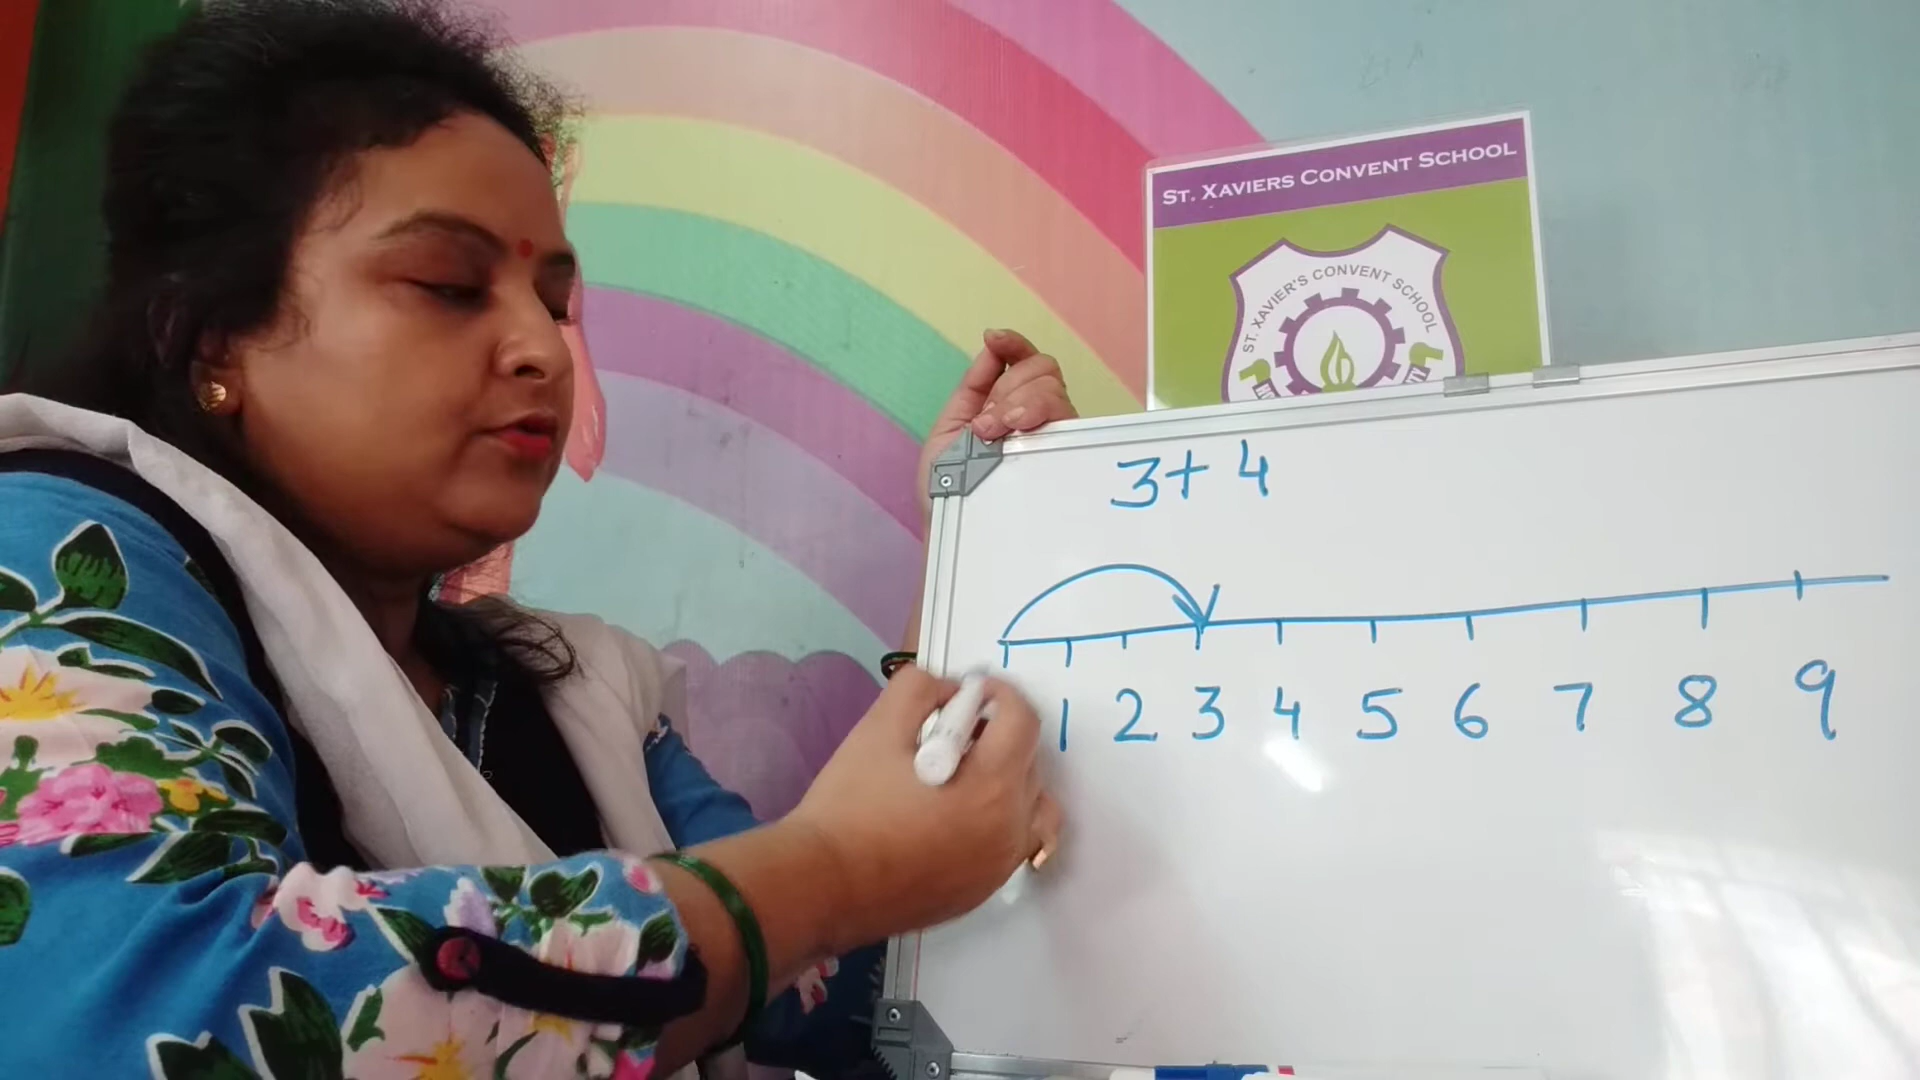 ST. XAVIERS CONVENT SCHOOL
ST. XAVIER'S CONVENT SCHOOL
3+4
1 2 3 4 5 6 7 8 9